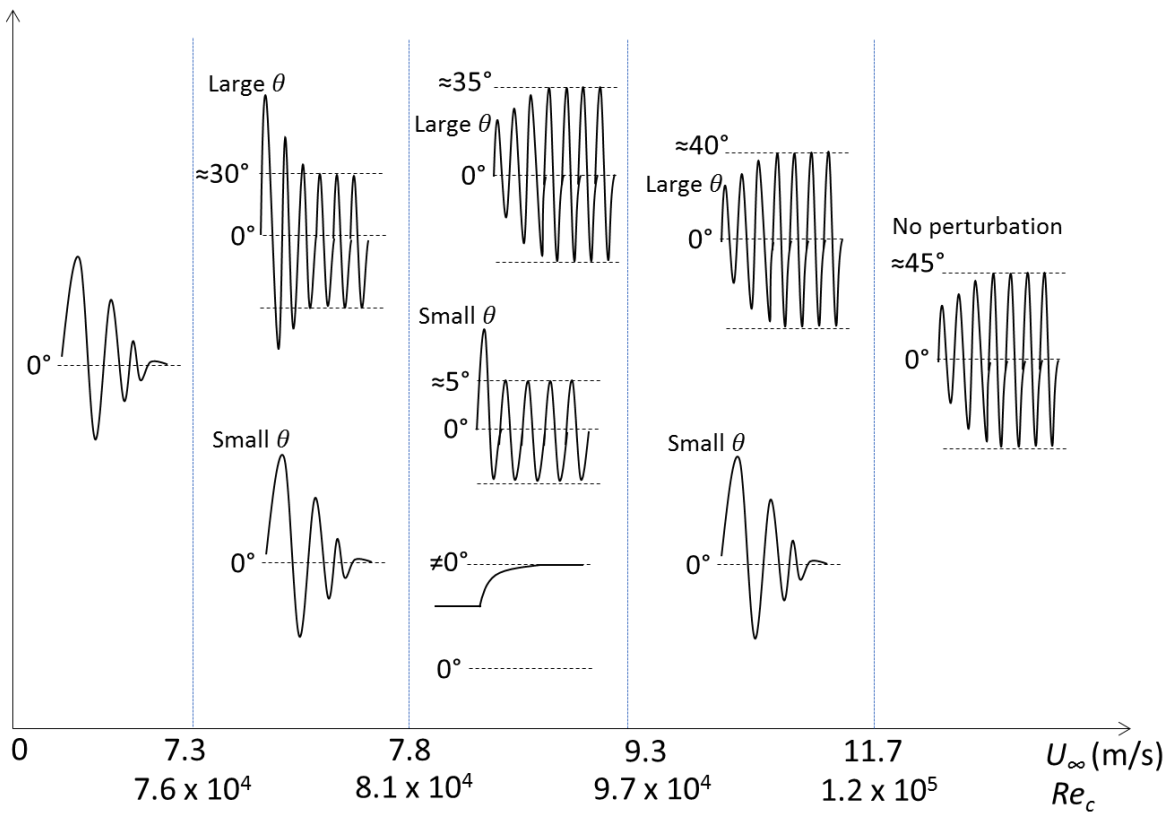 Large θ
≈30°
0°
Small θ
0°
0°
≈35°
Large θ
0°
Small θ
≈5°
0°
≠0°
0°
≈40°
Large θ
0°
Small θ
0°
No perturbation
≈45°
0°
0 7.3 7.8 9.3 11.7 U∞ (m/s)
7.6 x 10⁴ 8.1 x 10⁴ 9.7 x 10⁴ 1.2 x 10⁵ Re_c